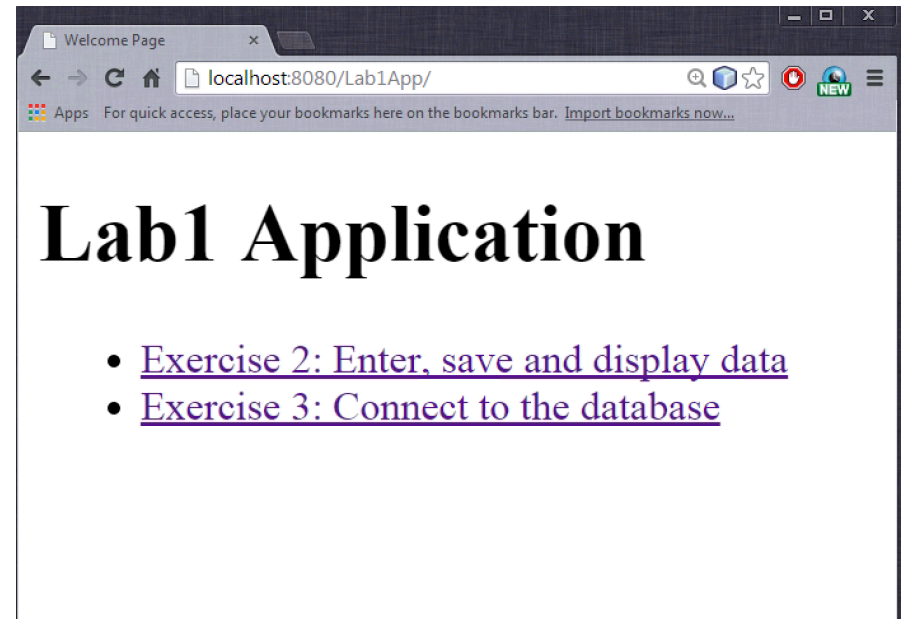 Welcome Page
localhost:8080/Lab1App/
NEW
Apps For quick access, place your bookmarks here on the bookmarks bar. Import bookmarks now...
Lab1 Application
Exercise 2: Enter, save and display data
Exercise 3: Connect to the database